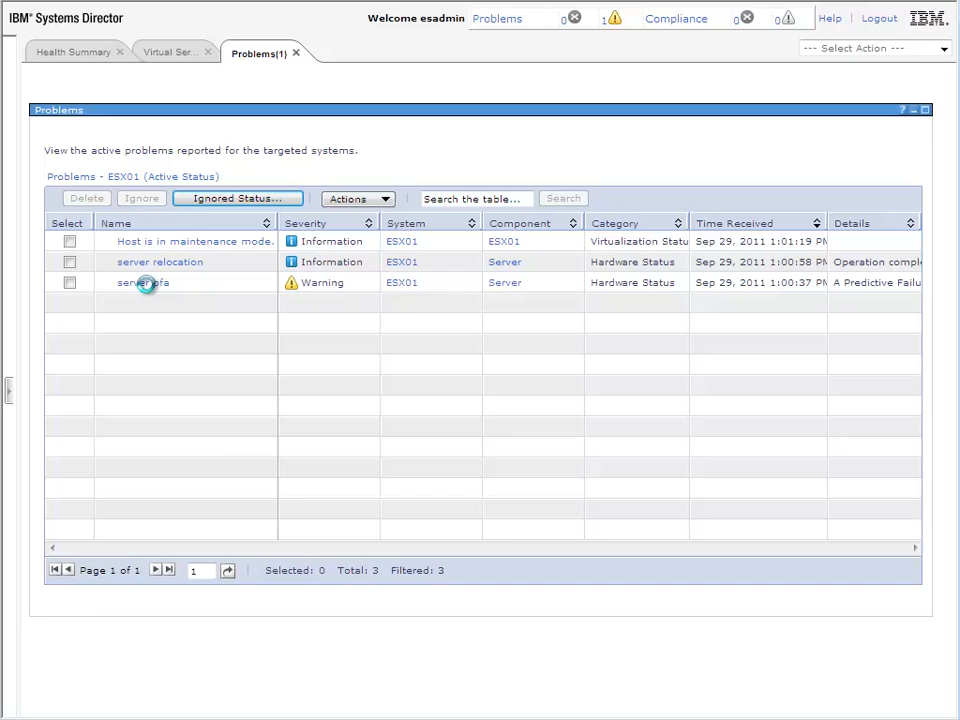 IBM® Systems Director
Welcome esadmin Problems 0 1 Compliance 0 0 Help Logout IBM.
Health Summary Virtual Ser... Problems(1) --- Select Action ---
Problems
View the active problems reported for the targeted systems.
Problems - ESX01 (Active Status)
Delete Ignore Ignored Status... Actions Search the table... Search
Select Name Severity System Component Category Time Received Details
Host is in maintenance mode. Information ESX01 ESX01 Virtualization Statu Sep 29, 2011 1:01:19 PM
server relocation Information ESX01 Server Hardware Status Sep 29, 2011 1:00:58 PM Operation comple
server pfa Warning ESX01 Server Hardware Status Sep 29, 2011 1:00:37 PM A Predictive Failu
Page 1 of 1 1 Selected: 0 Total: 3 Filtered: 3